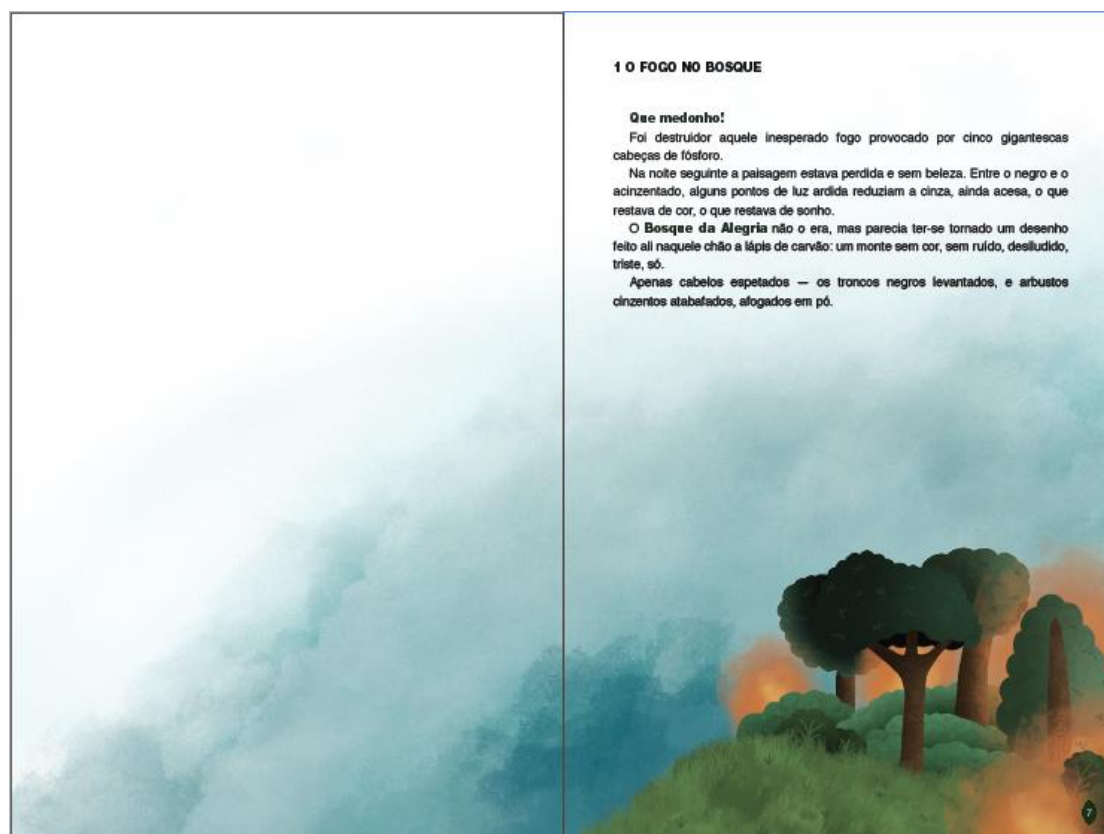 1 O FOGO NO BOSQUE
Que medonho!
Foi destruidor aquele inesperado fogo provocado por cinco gigantescas
cabeças de fósforo.
Na noite seguinte a paisagem estava perdida e sem beleza. Entre o negro e o
acinzentado, alguns pontos de luz ardida reduziam a cinza, ainda acesa, o que
restava de cor, o que restava de sonho.
O Bosque da Alegria não o era, mas parecia ter-se tornado um desenho
feito ali naquele chão a lápis de carvão: um monte sem cor, sem ruído, desiludido,
triste, só.
Apenas cabelos espetados — os troncos negros levantados, e arbustos
cinzentos atabafados, afogados em pó.
7